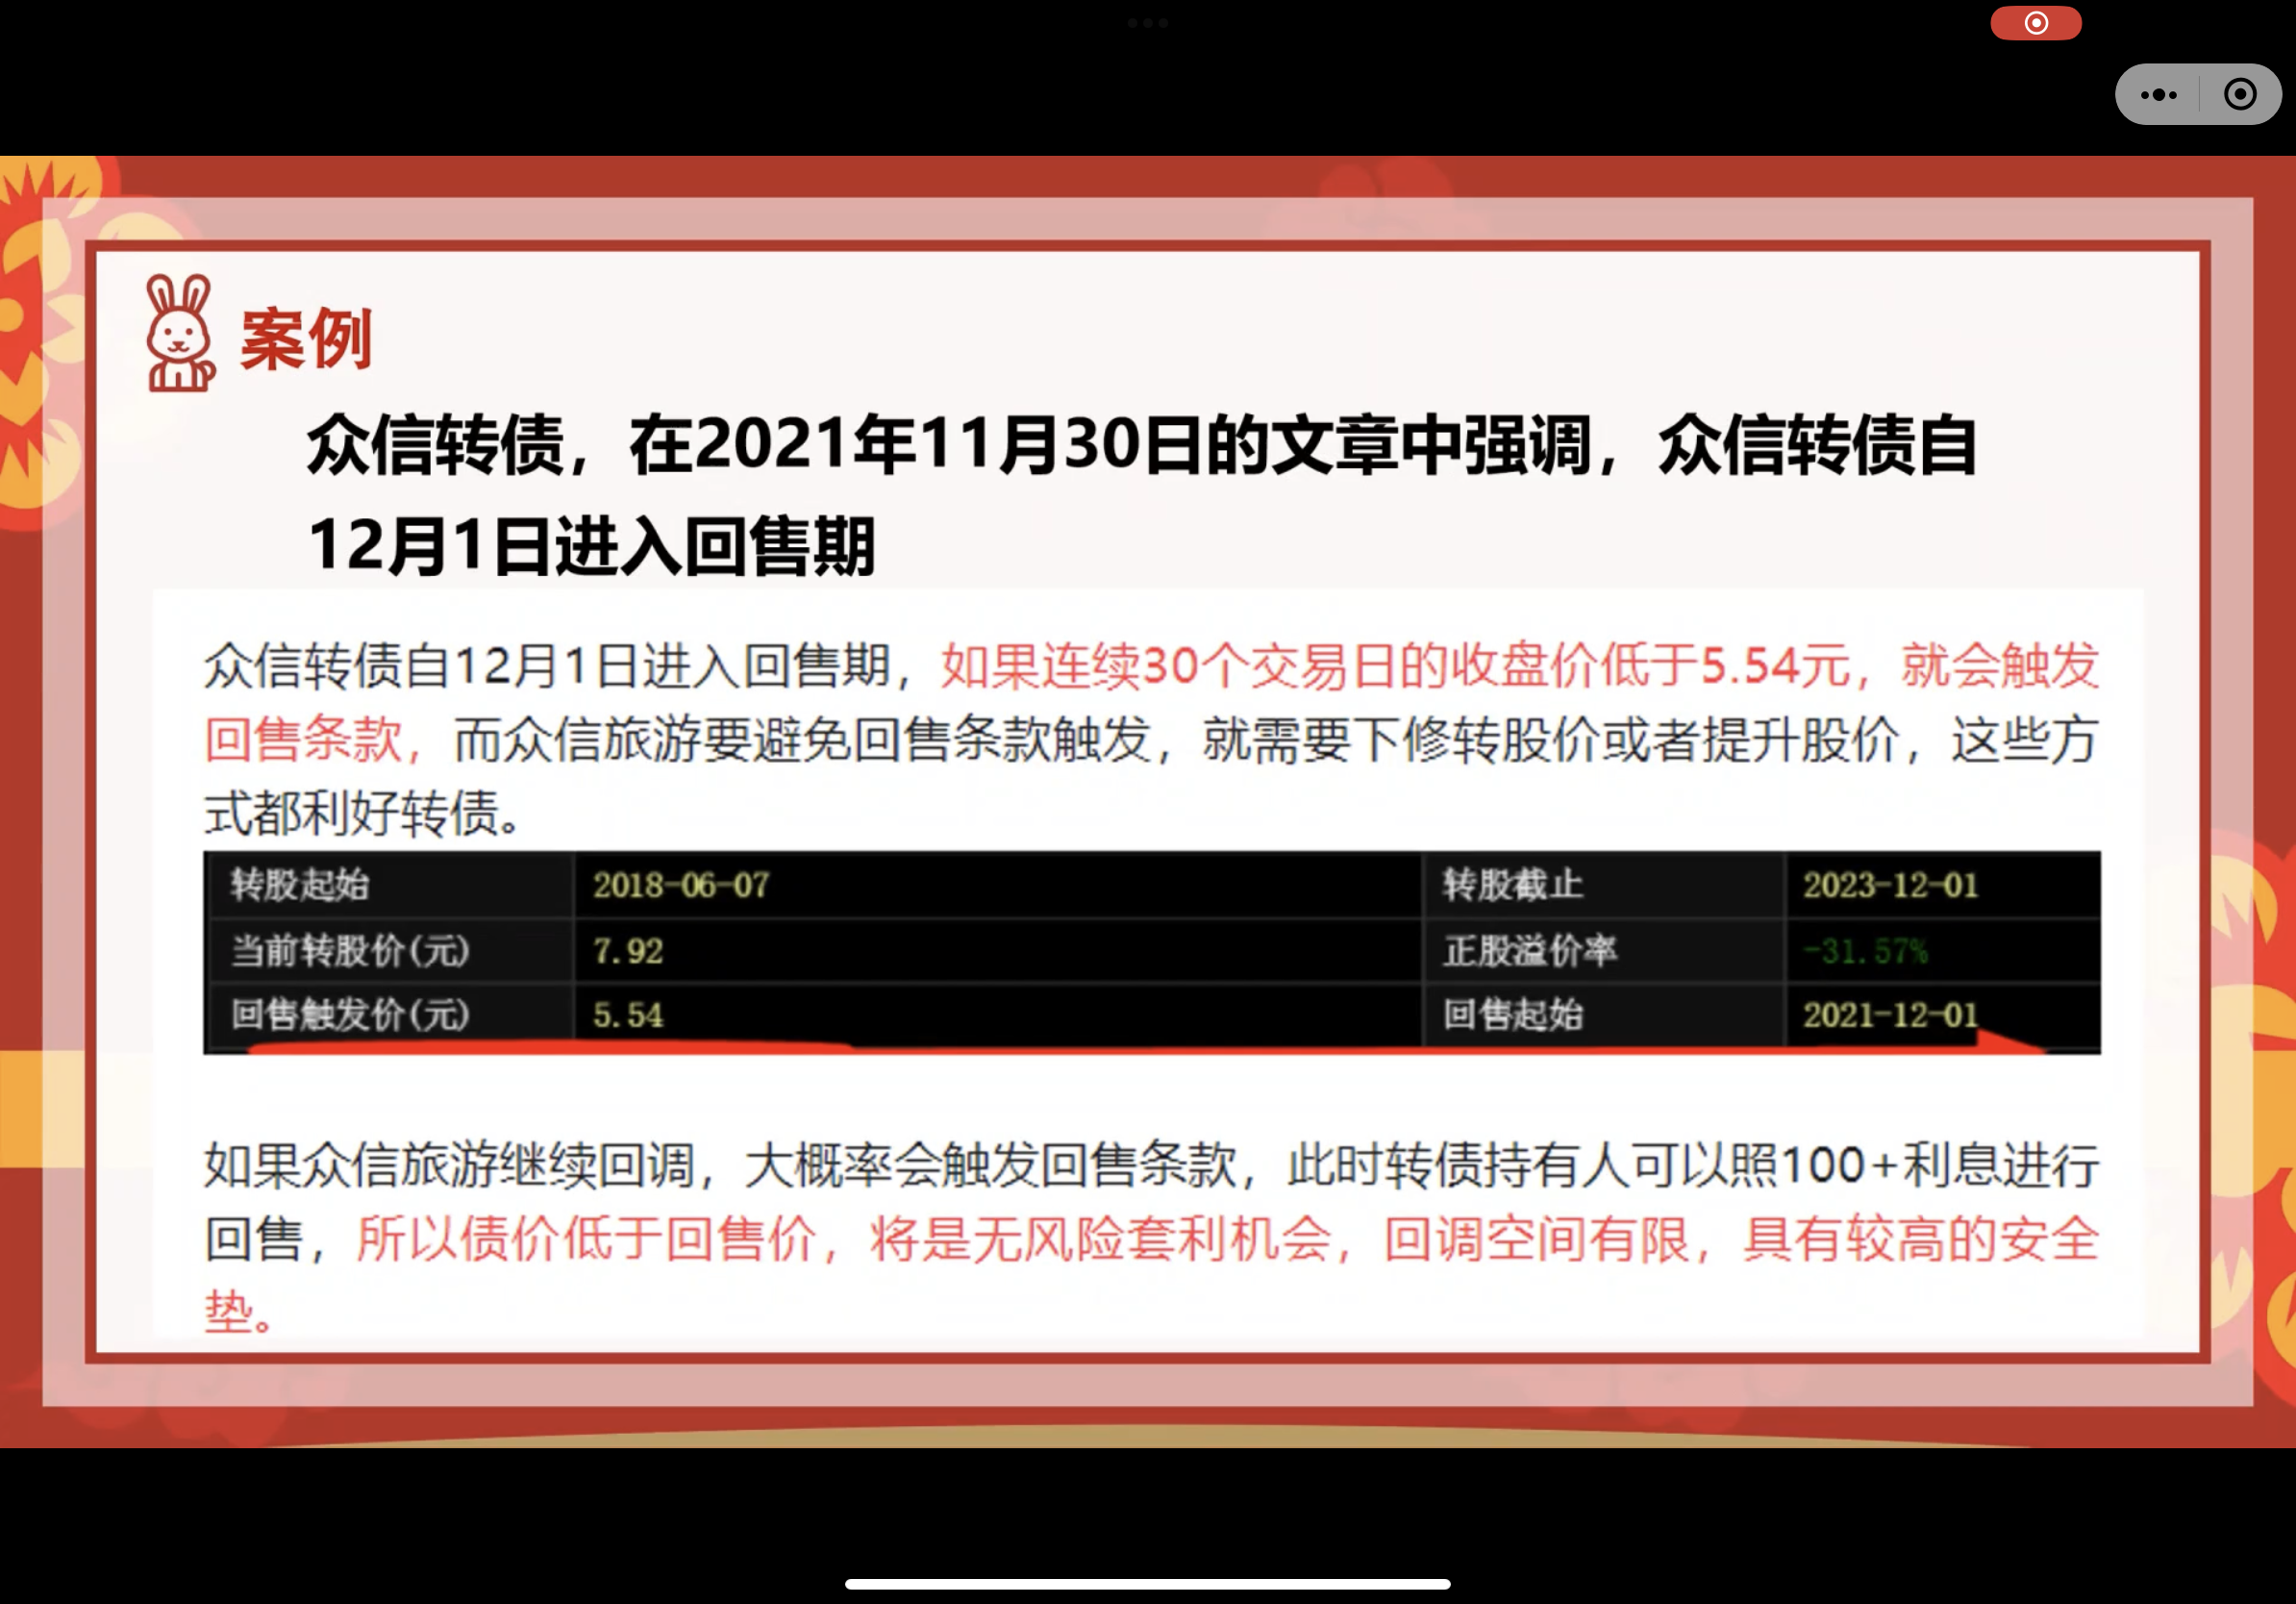 案例
众信转债，在2021年11月30日的文章中强调，众信转债自
12月1日进入回售期
众信转债自12月1日进入回售期，如果连续30个交易日的收盘价低于5.54元，就会触发
回售条款，而众信旅游要避免回售条款触发，就需要下修转股价或者提升股价，这些方
式都利好转债。
转股起始 2018-06-07 转股截止 2023-12-01
当前转股价(元) 7.92 正股溢价率 -31.57%
回售触发价(元) 5.54 回售起始 2021-12-01
如果众信旅游继续回调，大概率会触发回售条款，此时转债持有人可以照100+利息进行
回售，所以债价低于回售价，将是无风险套利机会，回调空间有限，具有较高的安全
垫。